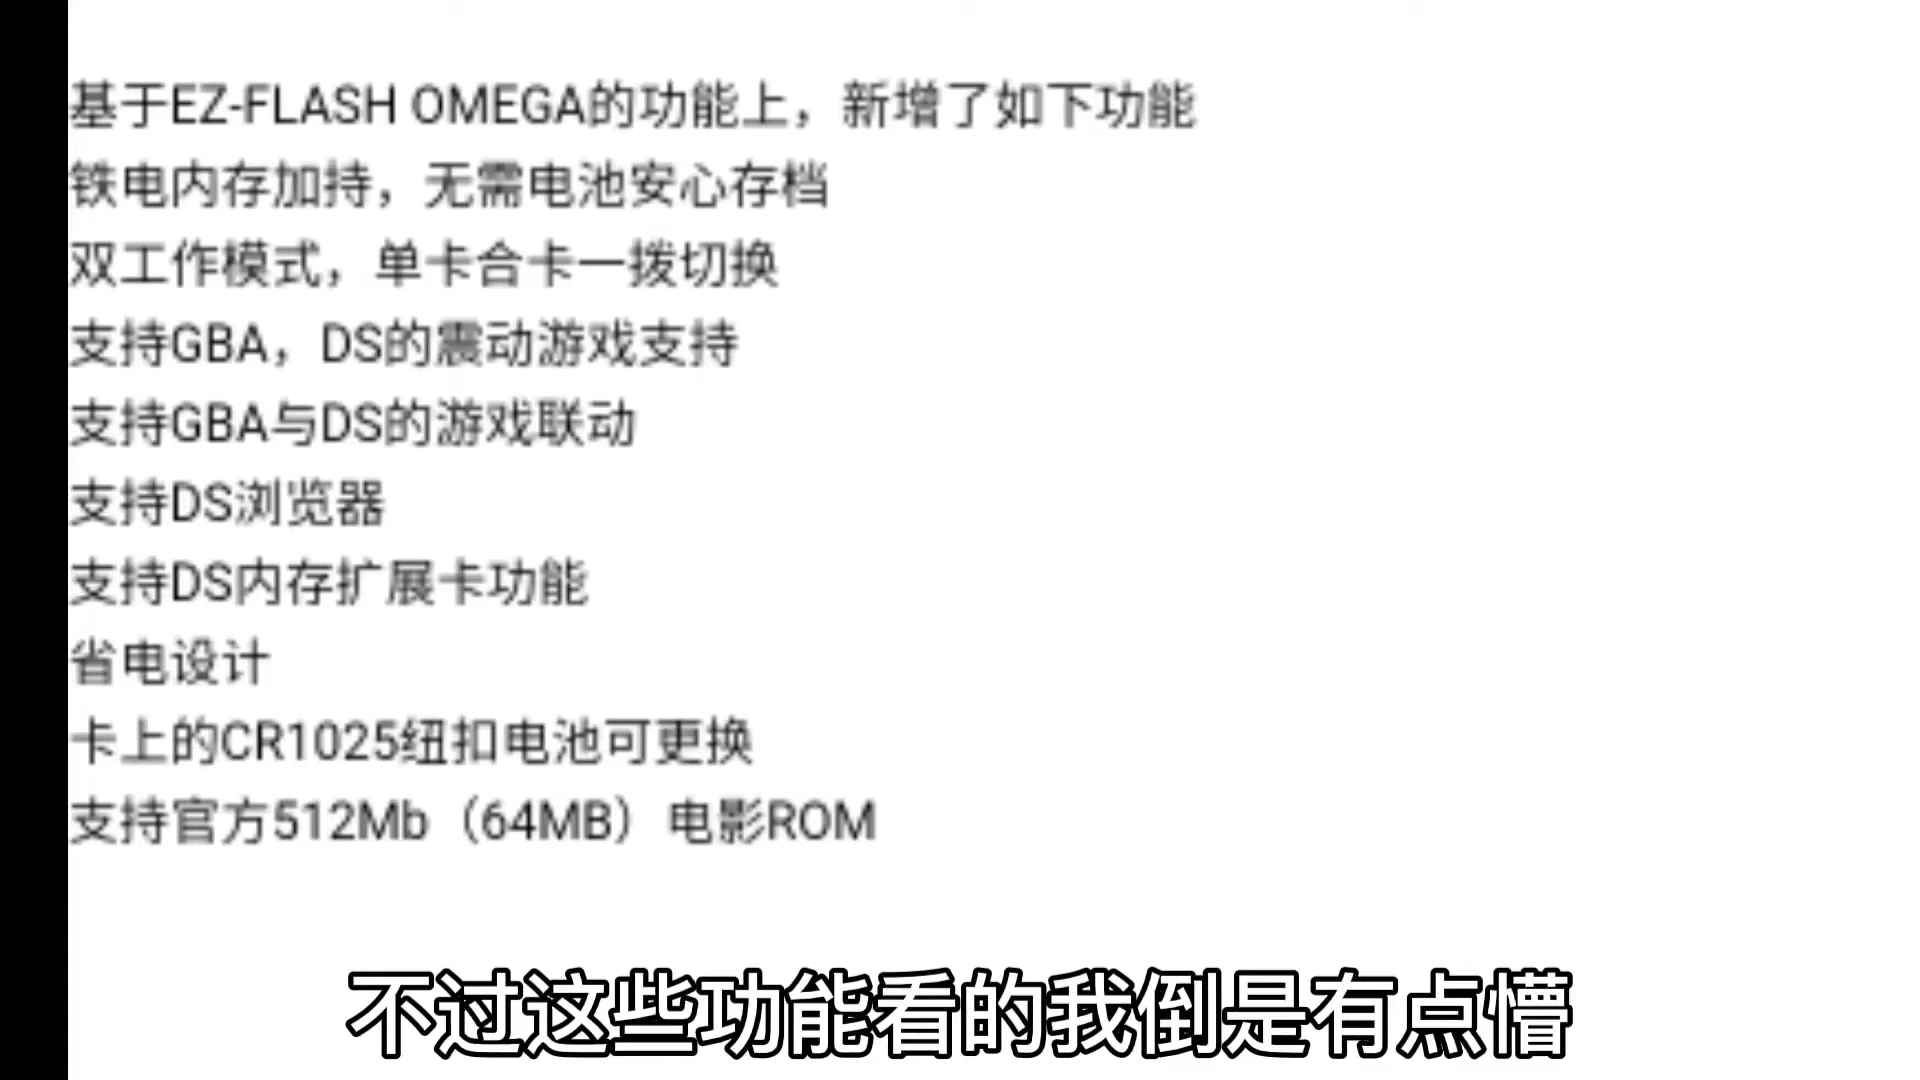 基于EZ-FLASH OMEGA的功能上，新增了如下功能
铁电内存加持，无需电池安心存档
双工作模式，单卡合卡一拨切换
支持GBA，DS的震动游戏支持
支持GBA与DS的游戏联动
支持DS浏览器
支持DS内存扩展卡功能
省电设计
卡上的CR1025纽扣电池可更换
支持官方512Mb（64MB）电影ROM
不过这些功能看的我倒是有点懵